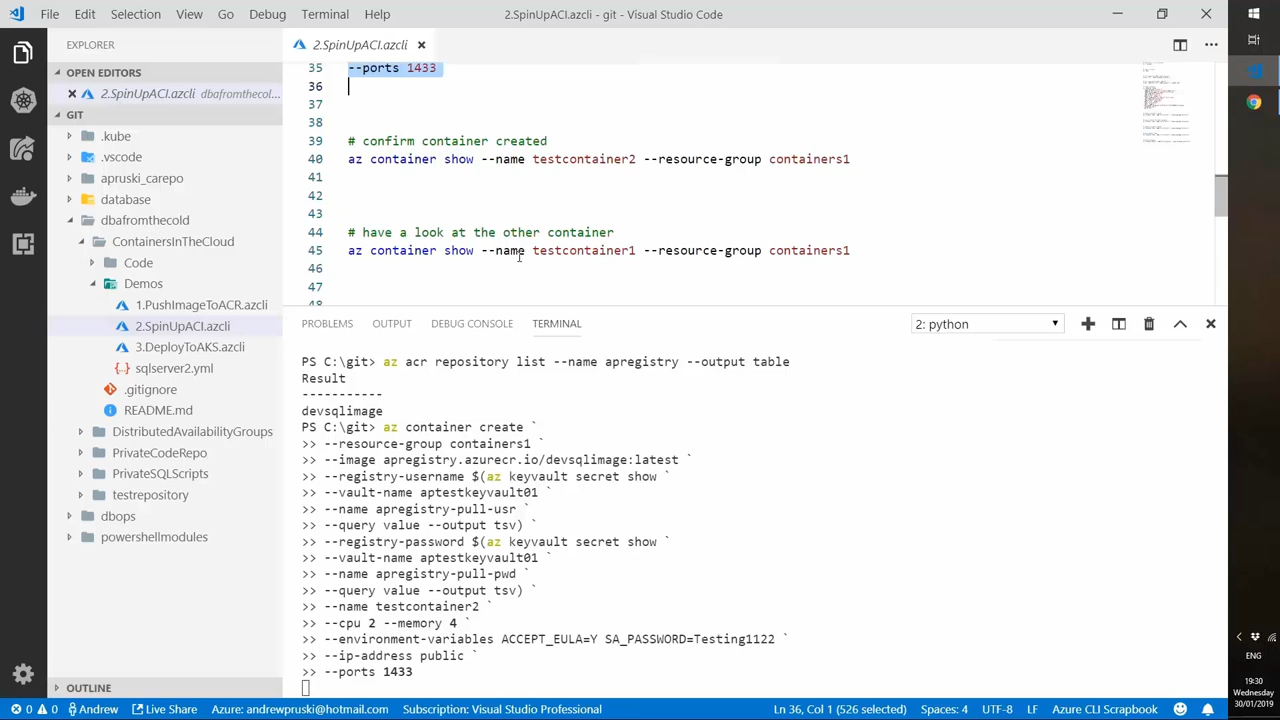 File Edit Selection View Go Debug Terminal Help
2.SpinUpACI.azcli - git - Visual Studio Code
EXPLORER
OPEN EDITORS
2.SpinUpACI.azcli dbafromthecold...
GIT
.kube
.vscode
apruski_carepo
database
dbafromthecold
ContainersInTheCloud
Code
Demos
1.PushImageToACR.azcli
2.SpinUpACI.azcli
3.DeployToAKS.azcli
sqlserver2.yml
.gitignore
README.md
DistributedAvailabilityGroups
PrivateCodeRepo
PrivateSQLScripts
testrepository
dbops
powershellmodules
OUTLINE
2.SpinUpACI.azcli
35 --ports 1433
36
37
38
39 # confirm container created
40 az container show --name testcontainer2 --resource-group containers1
41
42
43
44 # have a look at the other container
45 az container show --name testcontainer1 --resource-group containers1
46
47
48
PROBLEMS OUTPUT DEBUG CONSOLE TERMINAL
2: python
PS C:\git> az acr repository list --name apregistry --output table
Result
-----------
devsqlimage
PS C:\git> az container create `
>> --resource-group containers1 `
>> --image apregistry.azurecr.io/devsqlimage:latest `
>> --registry-username $(az keyvault secret show `
>> --vault-name aptestkeyvault01 `
>> --name apregistry-pull-usr `
>> --query value --output tsv) `
>> --registry-password $(az keyvault secret show `
>> --vault-name aptestkeyvault01 `
>> --name apregistry-pull-pwd `
>> --query value --output tsv) `
>> --name testcontainer2 `
>> --cpu 2 --memory 4 `
>> --environment-variables ACCEPT_EULA=Y SA_PASSWORD=Testing1122 `
>> --ip-address public `
>> --ports 1433
0 0 Andrew Live Share Azure: andrewpruski@hotmail.com Subscription: Visual Studio Professional
Ln 36, Col 1 (526 selected) Spaces: 4 UTF-8 LF Azure CLI Scrapbook
ENG
19:30
Wednesday
30/01/2019